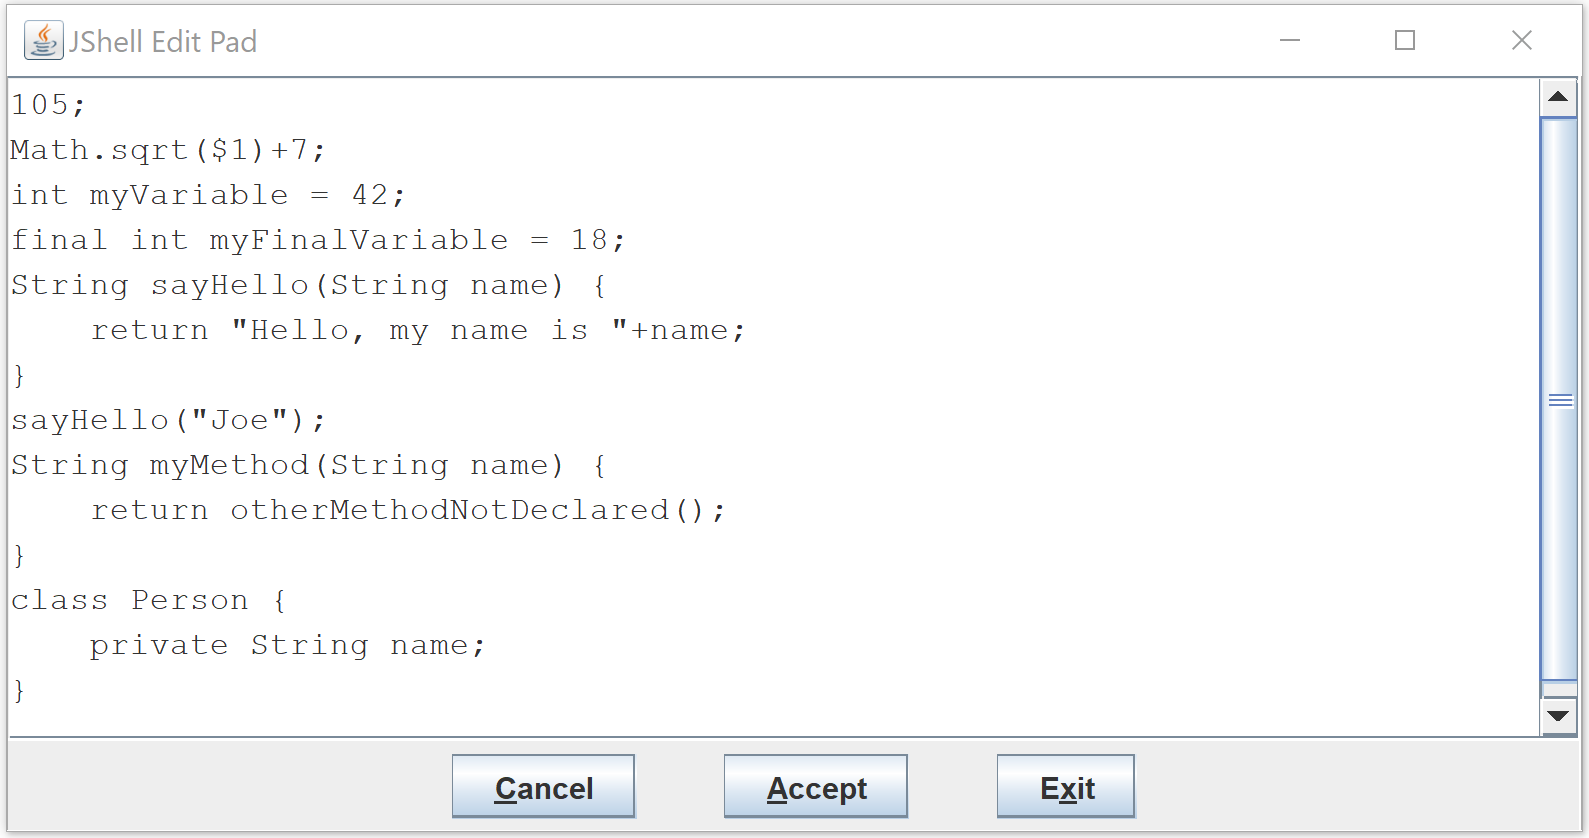 JShell Edit Pad
105;
Math.sqrt($1)+7;
int myVariable = 42;
final int myFinalVariable = 18;
String sayHello(String name) {
    return "Hello, my name is "+name;
}
sayHello("Joe");
String myMethod(String name) {
    return otherMethodNotDeclared();
}
class Person {
    private String name;
}
Cancel Accept Exit